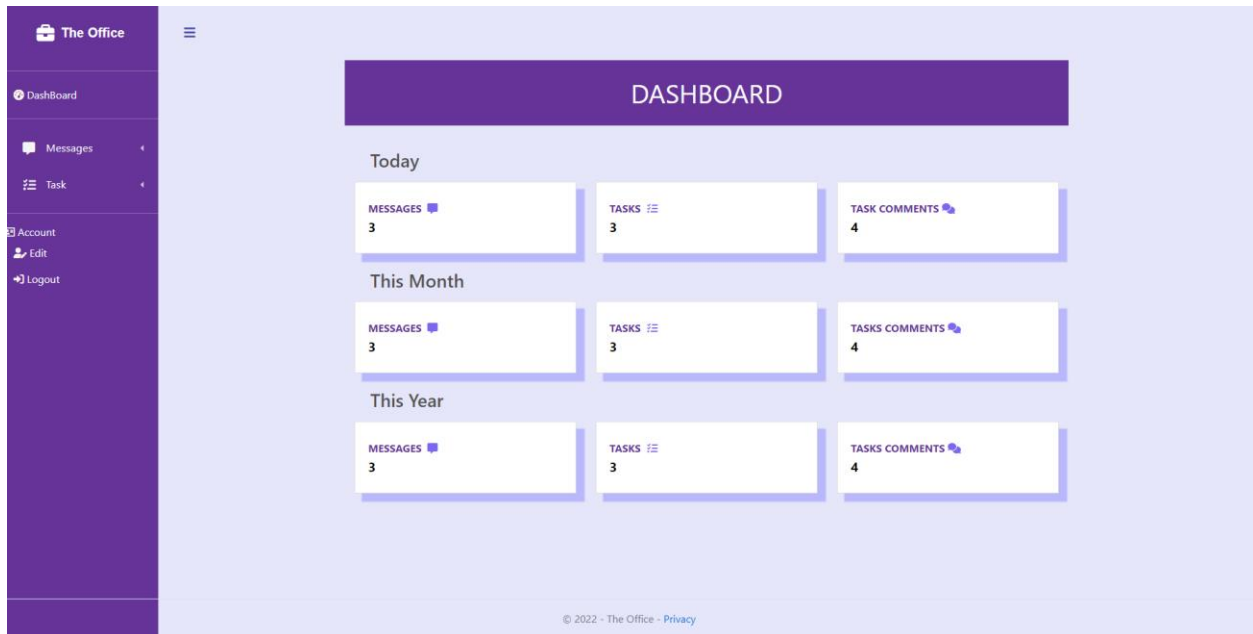 The Office
DashBoard
Messages
Task
Account
Edit
Logout
DASHBOARD
Today
MESSAGES
3
TASKS
3
TASK COMMENTS
4
This Month
MESSAGES
3
TASKS
3
TASKS COMMENTS
4
This Year
MESSAGES
3
TASKS
3
TASKS COMMENTS
4
© 2022 - The Office - Privacy